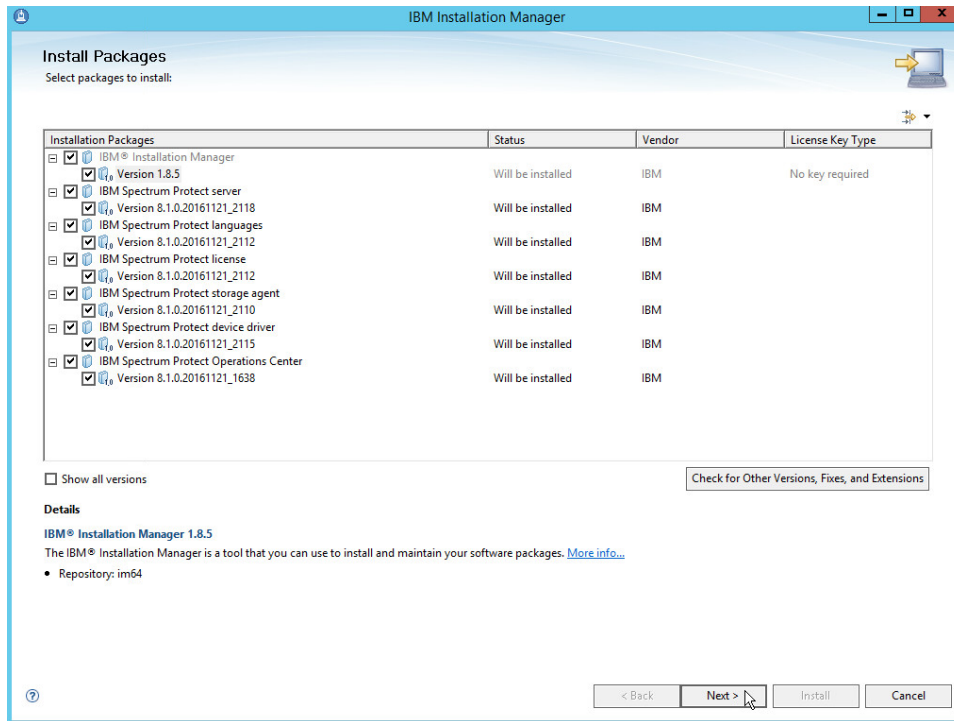 IBM Installation Manager
Install Packages
Select packages to install:
Installation Packages Status Vendor License Key Type
IBM® Installation Manager
Version 1.8.5 Will be installed IBM No key required
IBM Spectrum Protect server
Version 8.1.0.20161121_2118 Will be installed IBM
IBM Spectrum Protect languages
Version 8.1.0.20161121_2112 Will be installed IBM
IBM Spectrum Protect license
Version 8.1.0.20161121_2112 Will be installed IBM
IBM Spectrum Protect storage agent
Version 8.1.0.20161121_2110 Will be installed IBM
IBM Spectrum Protect device driver
Version 8.1.0.20161121_2115 Will be installed IBM
IBM Spectrum Protect Operations Center
Version 8.1.0.20161121_1638 Will be installed IBM
Show all versions Check for Other Versions, Fixes, and Extensions
Details
IBM® Installation Manager 1.8.5
The IBM® Installation Manager is a tool that you can use to install and maintain your software packages. More info...
• Repository: im64
? < Back Next > Install Cancel